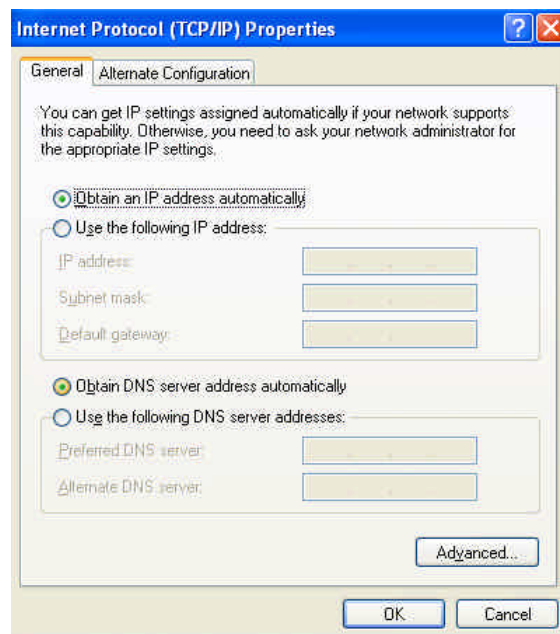 Internet Protocol (TCP/IP) Properties
General
Alternate Configuration
You can get IP settings assigned automatically if your network supports
this capability. Otherwise, you need to ask your network administrator for
the appropriate IP settings.
Obtain an IP address automatically
Use the following IP address:
IP address:
Subnet mask:
Default gateway:
Obtain DNS server address automatically
Use the following DNS server addresses:
Preferred DNS server:
Alternate DNS server:
Advanced...
OK
Cancel